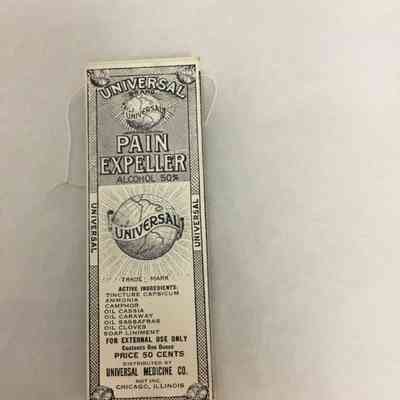 UNIVERSAL
BRAND
UNIVERSAL
PAIN
EXPELLER
ALCOHOL 50%
UNIVERSAL
UNIVERSAL
UNIVERSAL
TRADE MARK
ACTIVE INGREDIENTS:
TINCTURE CAPSICUM
AMMONIA
CAMPHOR
OIL CASSIA
OIL CARAWAY
OIL SASSAFRAS
OIL CLOVES
SOAP LINIMENT
FOR EXTERNAL USE ONLY
Contents One Ounce
PRICE 50 CENTS
DISTRIBUTED BY
UNIVERSAL MEDICINE CO.
NOT INC.
CHICAGO, ILLINOIS